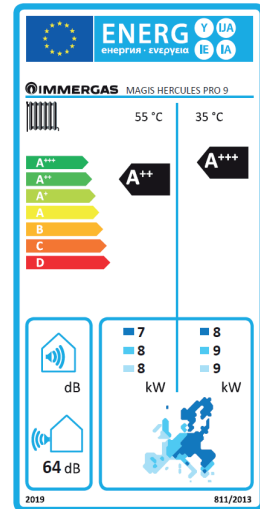 ENERG Y IJA
енергия · ενεργεια IE IA
IMMERGAS MAGIS HERCULES PRO 9
55 °C 35 °C
A+++
A++
A+
A
B
C
D
A++
A+++
7 8
8 9
8 9
kW kW
dB
64 dB
2019 811/2013